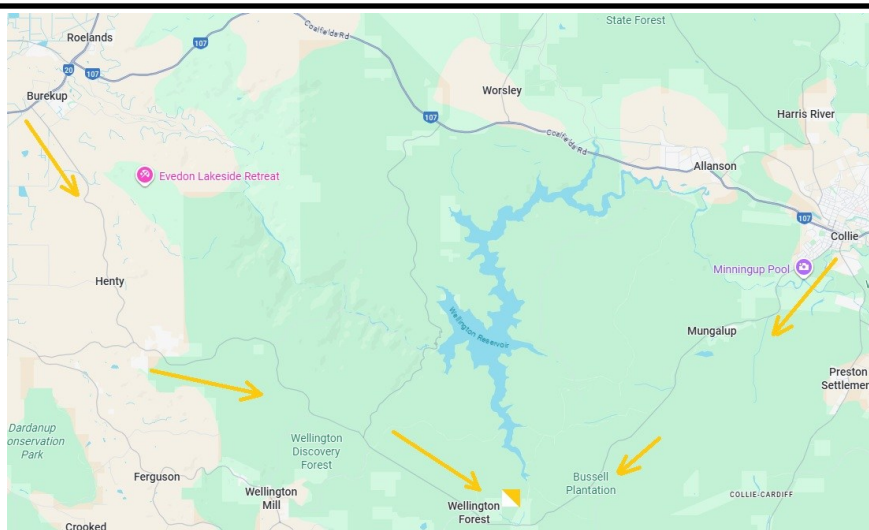 State Forest
Roelands
Coalfields Rd
107
20
107
Burekup
Worsley
107
Harris River
Coalfields Rd
Allanson
Evedon Lakeside Retreat
107
Collie
Minningup Pool
Henty
Wellington Reservoir
Mungalup
Preston
Settlemen
Dardanup
onservation
Park
Wellington
Discovery
Forest
Ferguson
Bussell
Plantation
Wellington
Mill
COLLIE-CARDIFF
Wellington
Forest
Crooked